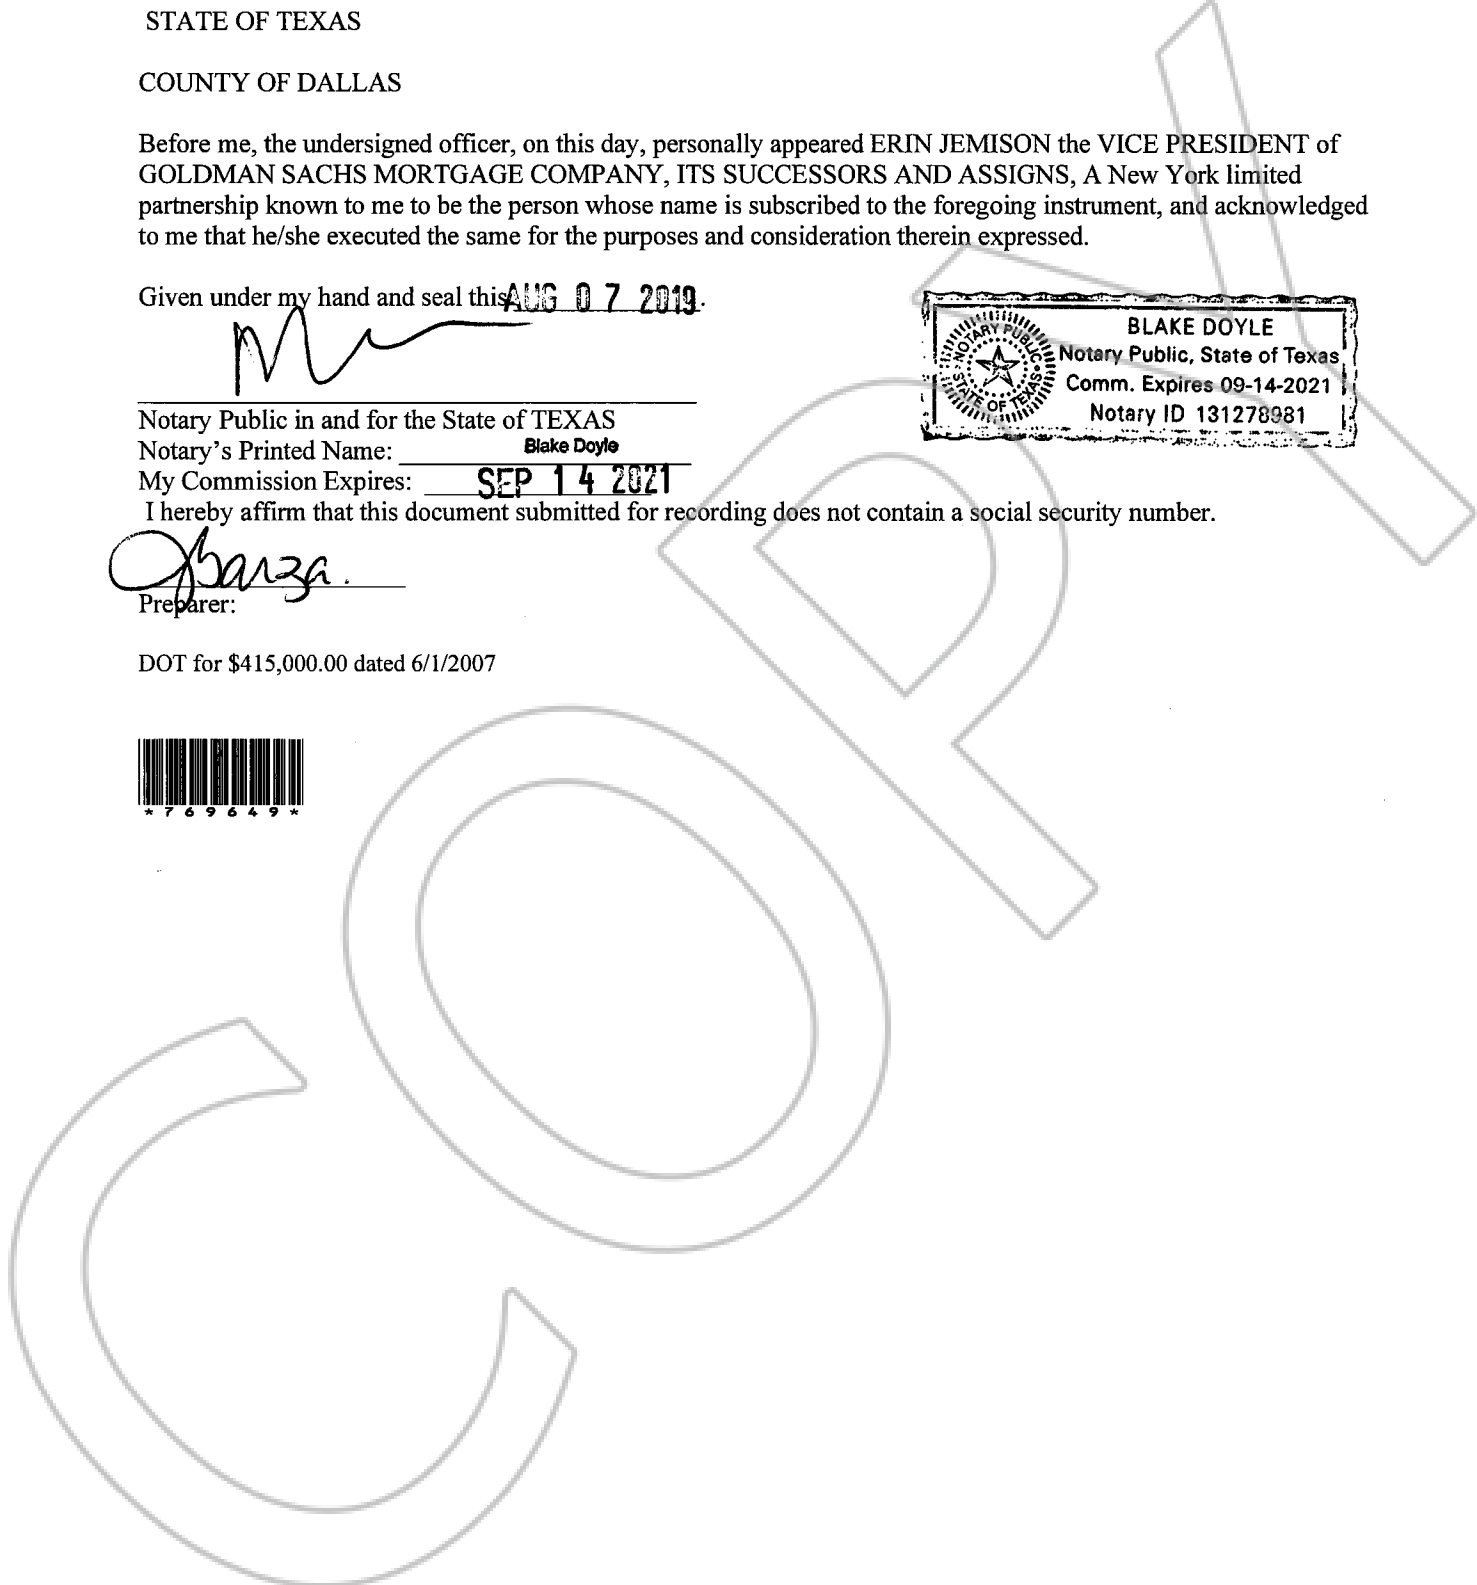 STATE OF TEXAS
COUNTY OF DALLAS
Before me, the undersigned officer, on this day, personally appeared ERIN JEMISON the VICE PRESIDENT of
GOLDMAN SACHS MORTGAGE COMPANY, ITS SUCCESSORS AND ASSIGNS, A New York limited
partnership known to me to be the person whose name is subscribed to the foregoing instrument, and acknowledged
to me that he/she executed the same for the purposes and consideration therein expressed.
Given under my hand and seal this AUG 07 2019.
BLAKE DOYLE
Notary Public, State of Texas
Comm. Expires 09-14-2021
Notary ID 131278981
NOTARY PUBLIC
STATE OF TEXAS
Notary Public in and for the State of TEXAS
Notary's Printed Name: Blake Doyle
My Commission Expires: SEP 14 2021
I hereby affirm that this document submitted for recording does not contain a social security number.
Preparer:
DOT for $415,000.00 dated 6/1/2007
*769649*
COPY